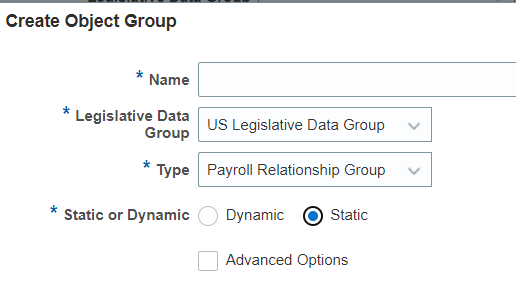 Create Object Group
* Name
* Legislative Data Group
US Legislative Data Group
* Type
Payroll Relationship Group
* Static or Dynamic
Dynamic
Static
Advanced Options